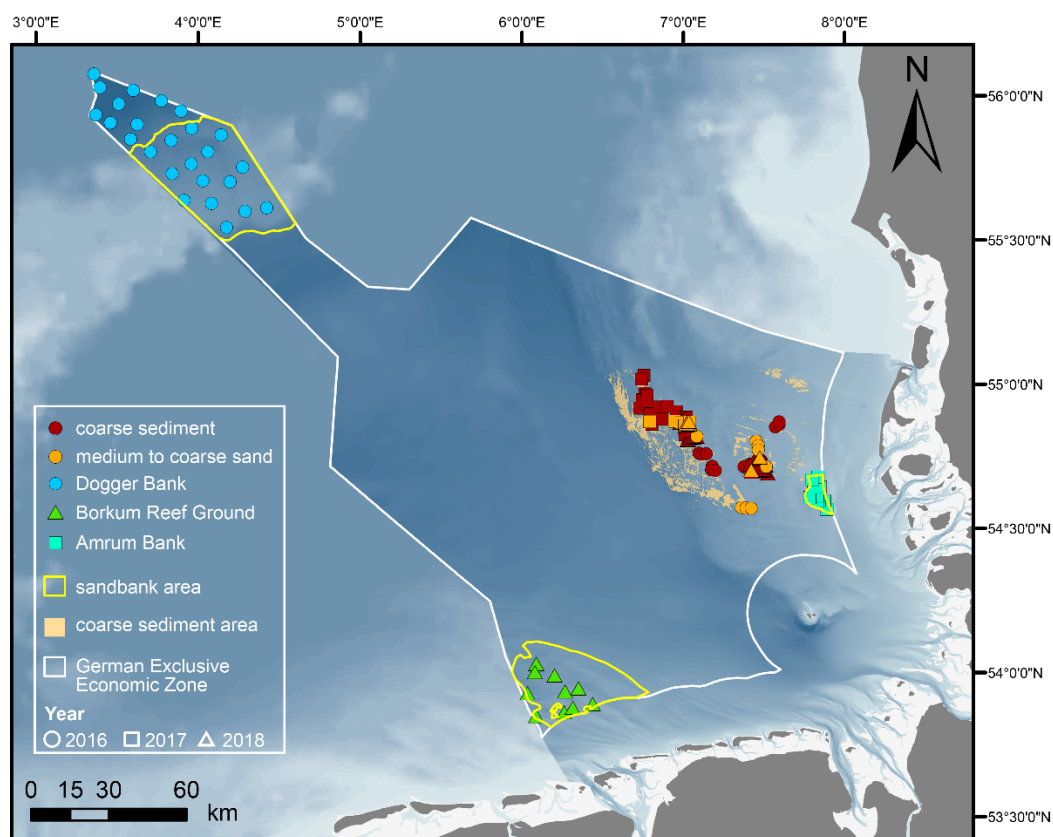 3°0'0"E 4°0'0"E 5°0'0"E 6°0'0"E 7°0'0"E 8°0'0"E
N
56°0'0"N
55°30'0"N
55°0'0"N
54°30'0"N
54°0'0"N
53°30'0"N
coarse sediment
medium to coarse sand
Dogger Bank
Borkum Reef Ground
Amrum Bank
sandbank area
coarse sediment area
German Exclusive
Economic Zone
Year
2016 2017 2018
0 15 30 60
km